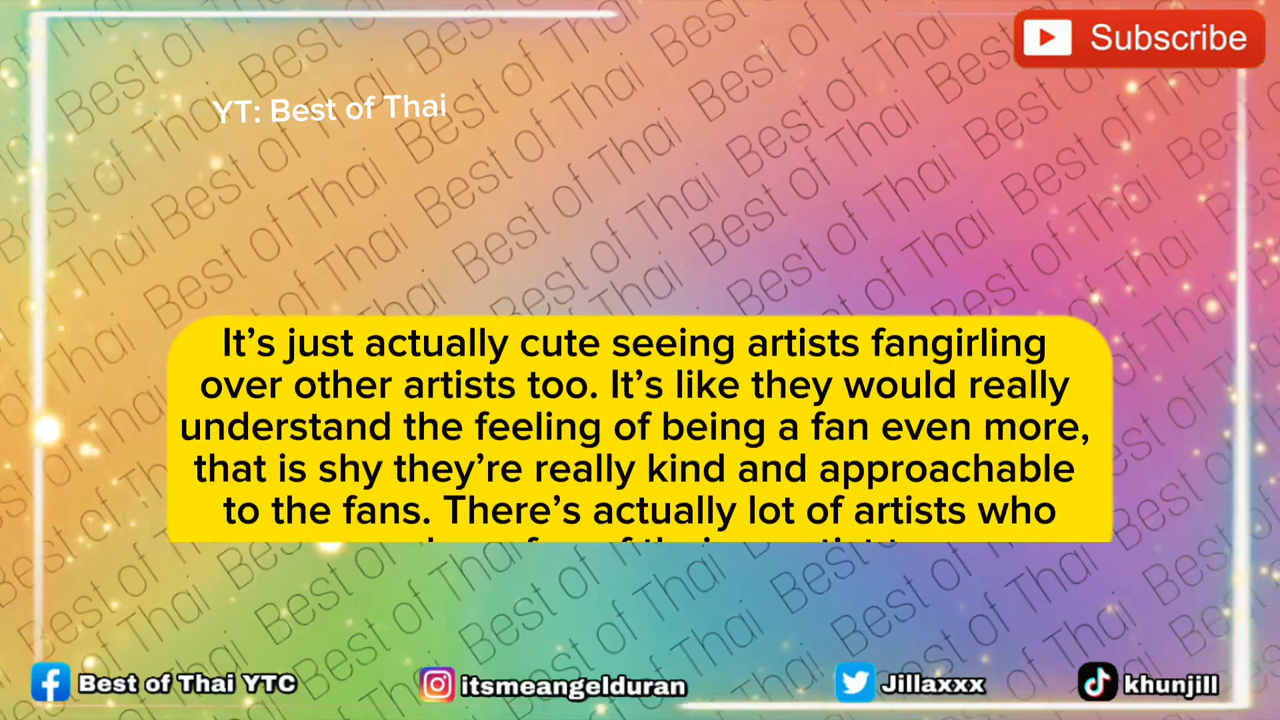 Subscribe
YT: Best of Thai
It’s just actually cute seeing artists fangirling
over other artists too. It’s like they would really
understand the feeling of being a fan even more,
that is shy they’re really kind and approachable
to the fans. There’s actually lot of artists who
Best of Thai YTC
itsmeangelduran
Jillaxxx
khunjill